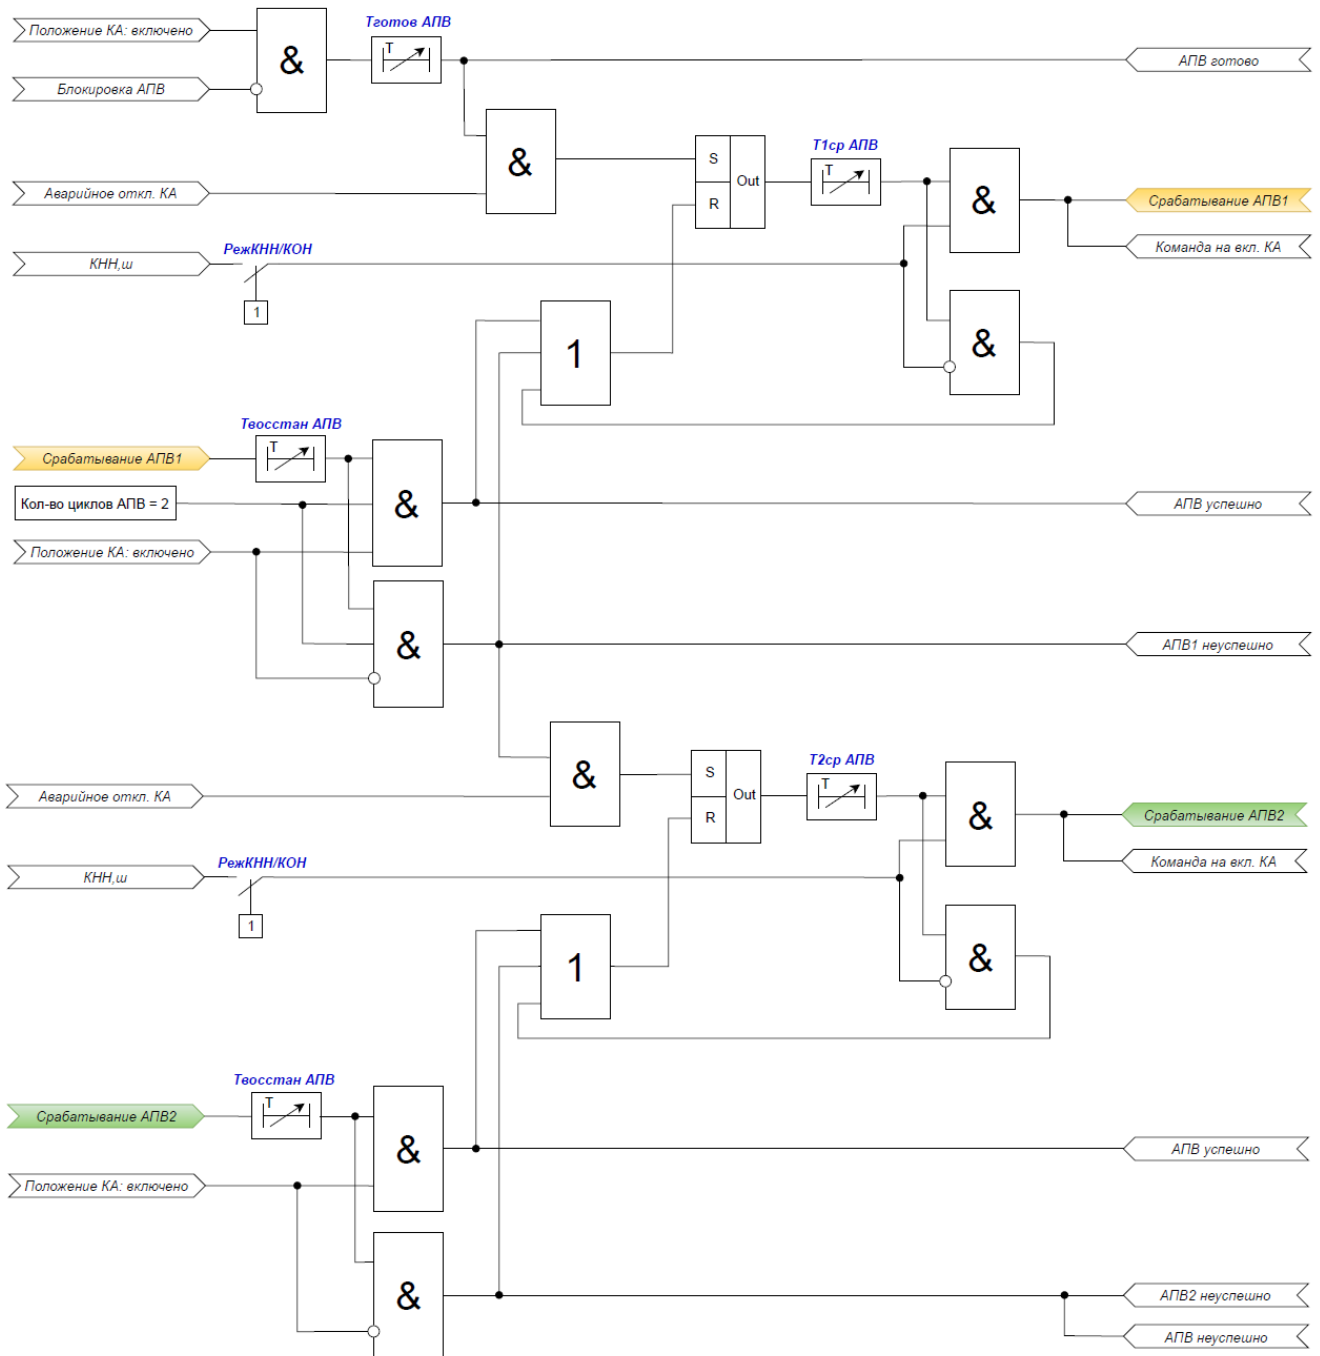 Тготов АПВ
Положение КА: включено
&
T
АПВ готово
Блокировка АПВ
&
Т1ср АПВ
S
Out
T
R
Аварийное откл. КА
&
Срабатывание АПВ1
РежКНН/КОН
Команда на вкл. КА
КНН,ш
1
&
1
Твосстан АПВ
Срабатывание АПВ1
T
Кол-во циклов АПВ = 2
&
АПВ успешно
Положение КА: включено
&
АПВ1 неуспешно
Т2ср АПВ
&
S
Out
T
R
Аварийное откл. КА
&
Срабатывание АПВ2
РежКНН/КОН
Команда на вкл. КА
КНН,ш
1
&
1
Твосстан АПВ
Срабатывание АПВ2
T
&
АПВ успешно
Положение КА: включено
&
АПВ2 неуспешно
АПВ неуспешно